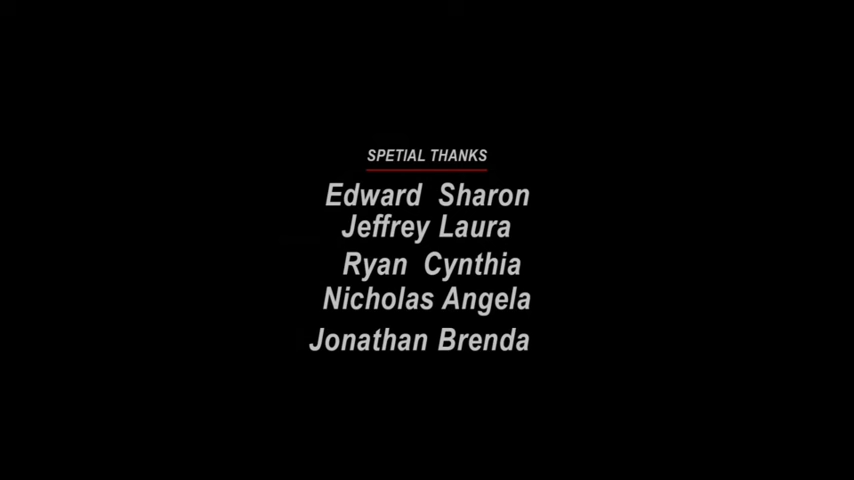 SPETIAL THANKS
Edward Sharon
Jeffrey Laura
Ryan Cynthia
Nicholas Angela
Jonathan Brenda